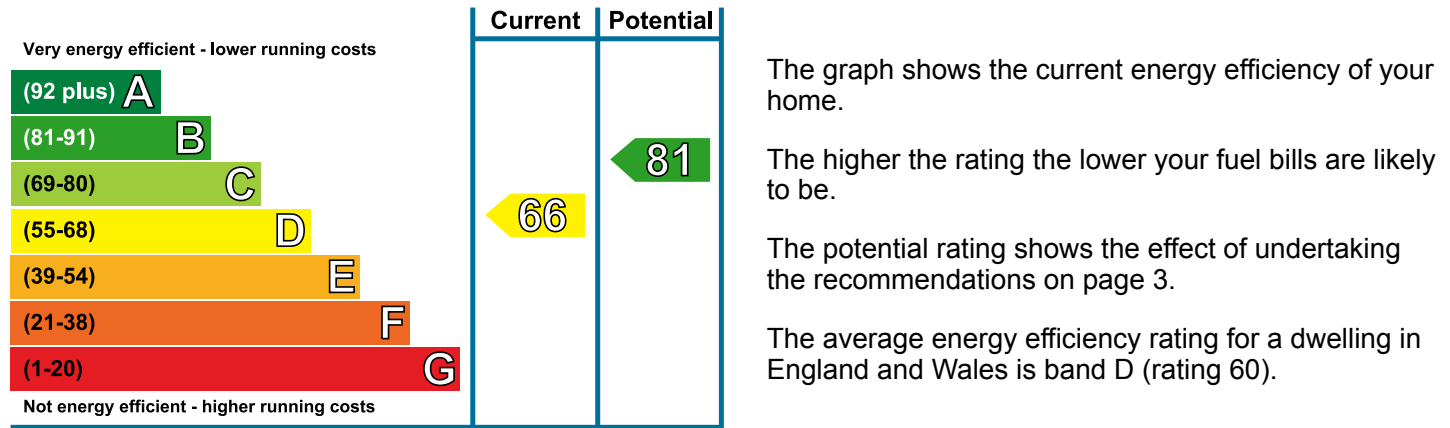 Current Potential
Very energy efficient - lower running costs
(92 plus) A
(81-91) B
(69-80) C
(55-68) D
(39-54) E
(21-38) F
(1-20) G
Not energy efficient - higher running costs
66
81
The graph shows the current energy efficiency of your
home.
The higher the rating the lower your fuel bills are likely
to be.
The potential rating shows the effect of undertaking
the recommendations on page 3.
The average energy efficiency rating for a dwelling in
England and Wales is band D (rating 60).